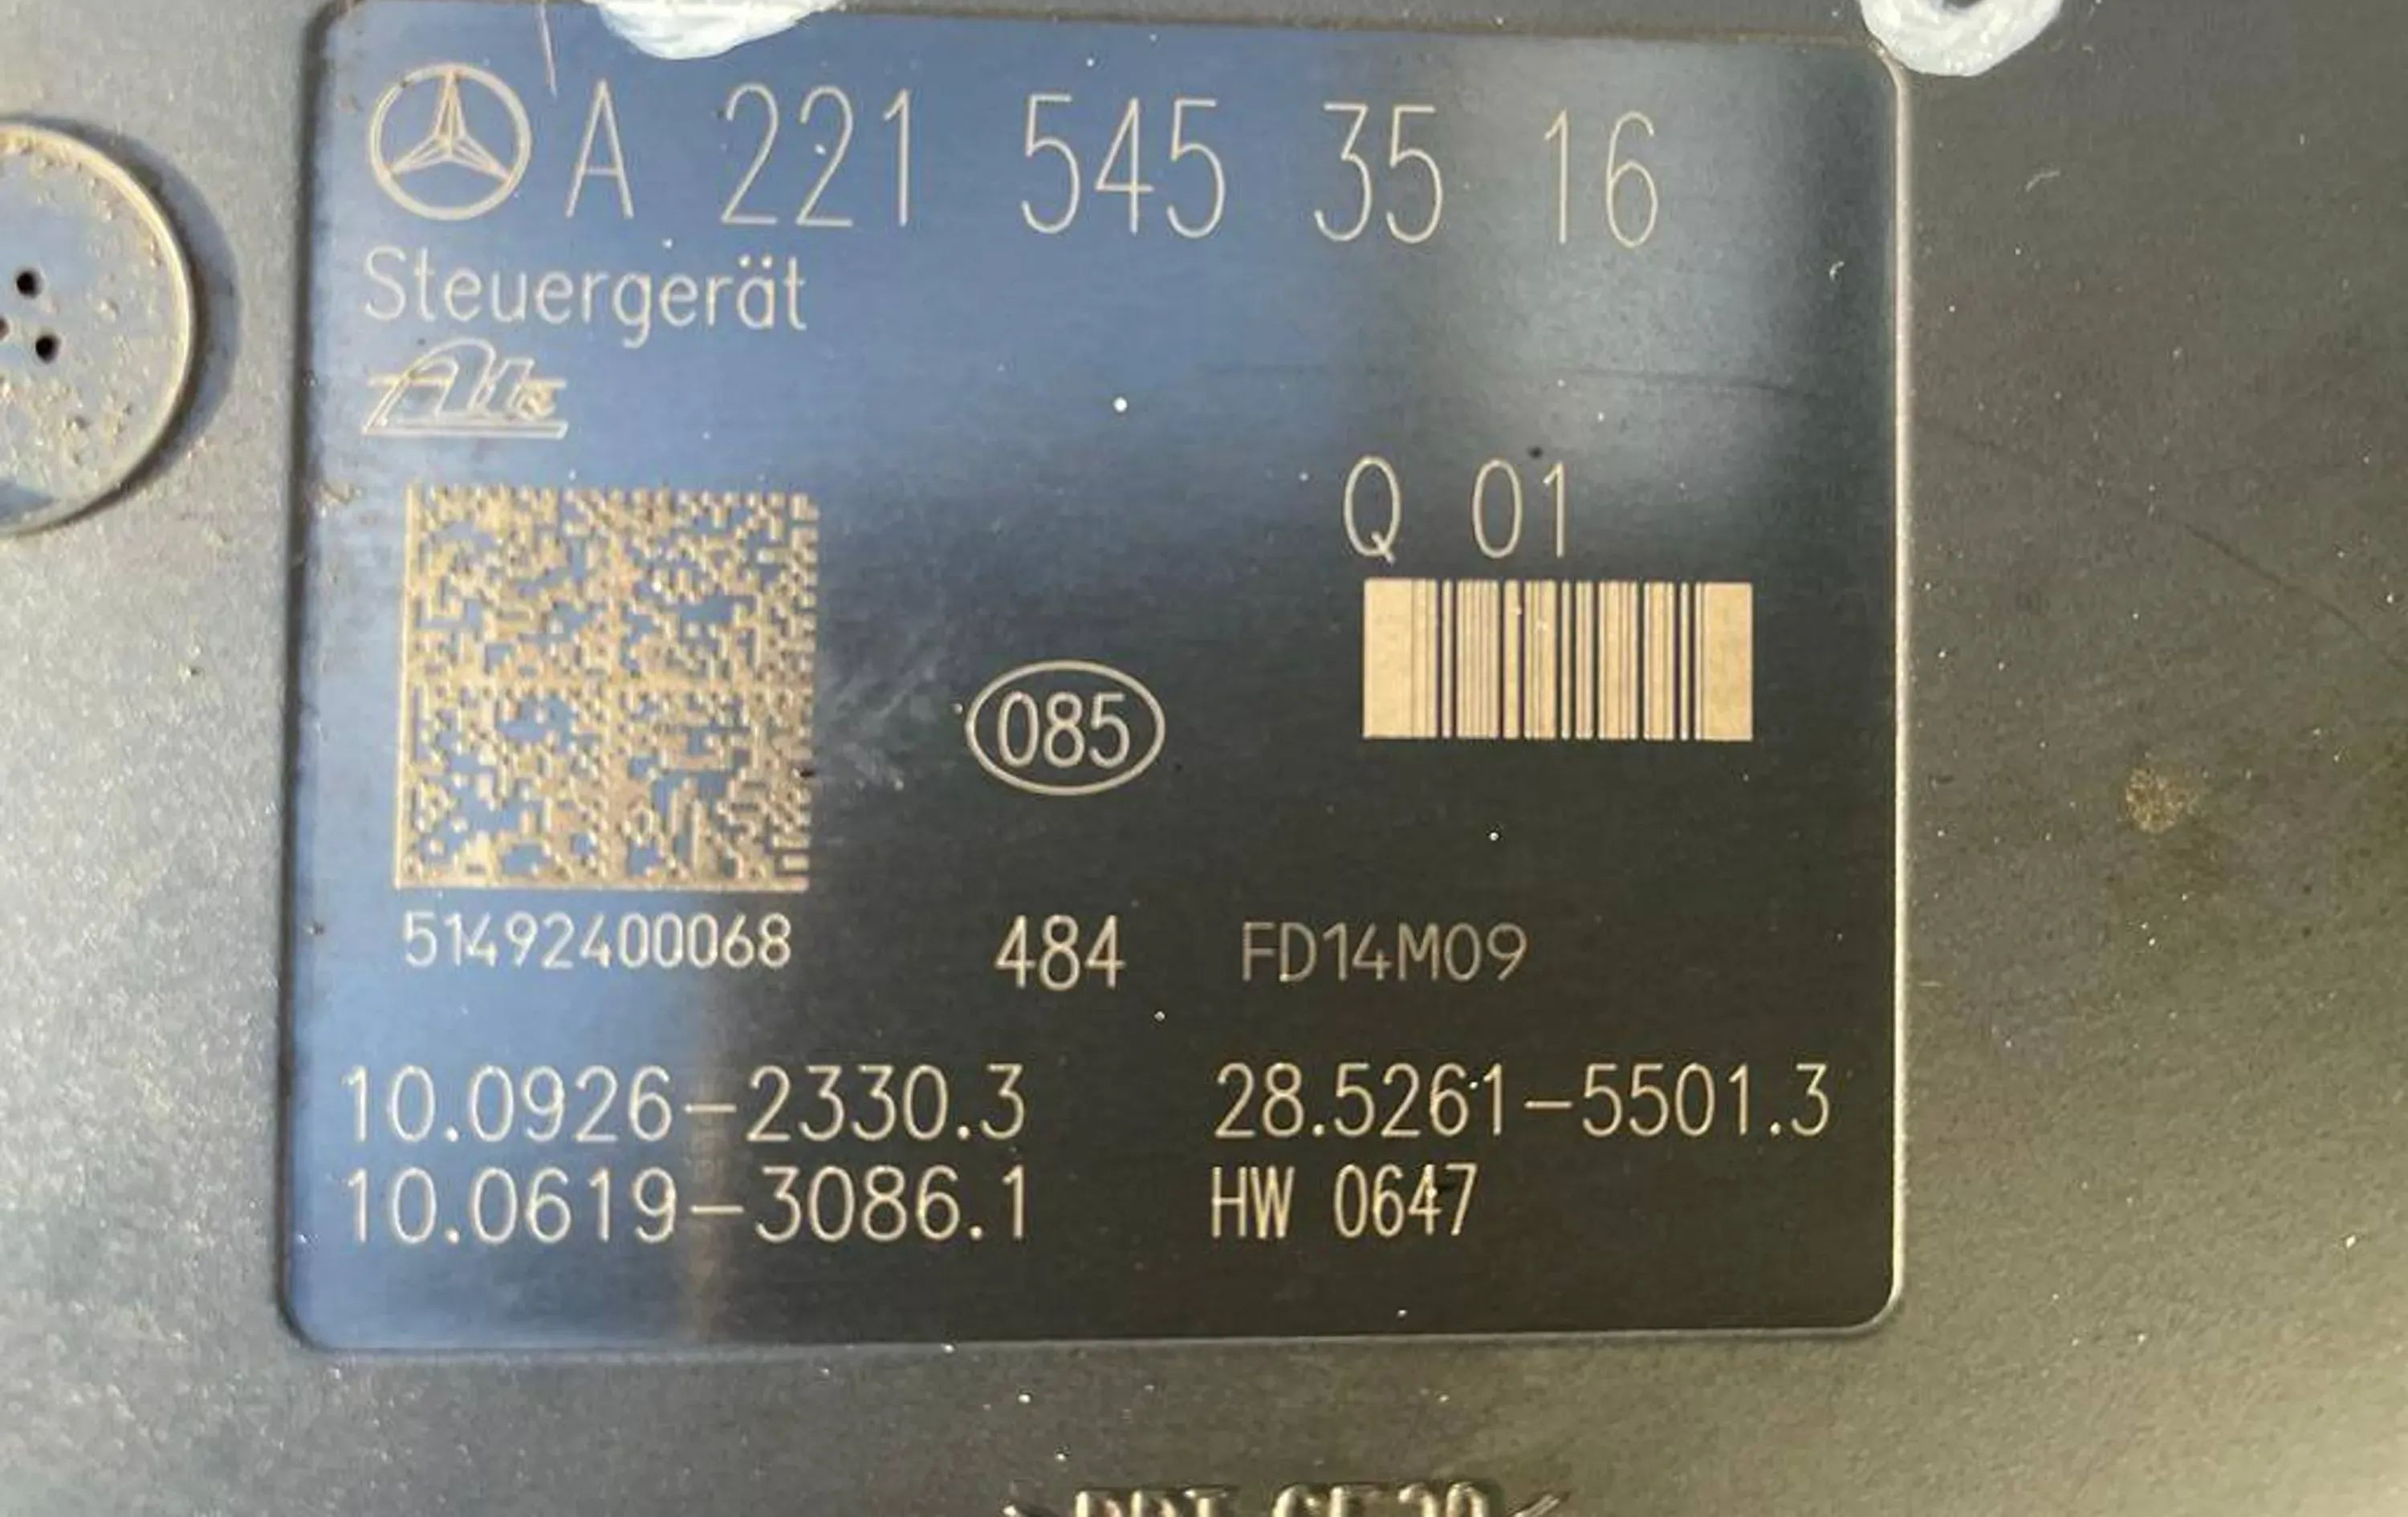 A 221 545 35 16
Steuergerät
Ate
Q 01
085
51492400068 484 FD14M09
10.0926-2330.3 28.5261-5501.3
10.0619-3086.1 HW 0647